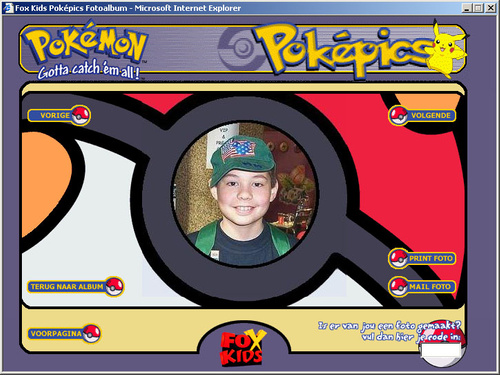 Fox Kids Poképics Fotoalbum - Microsoft Internet Explorer
POKéMON
Gotta catch 'em all!
Poképics
VORIGE
VOLGENDE
VIP
PRINT FOTO
TERUG NAAR ALBUM
MAIL FOTO
VOORPAGINA
Is er van jou een foto gemaakt?
vul dan hier je code in:
FOX
KIDS